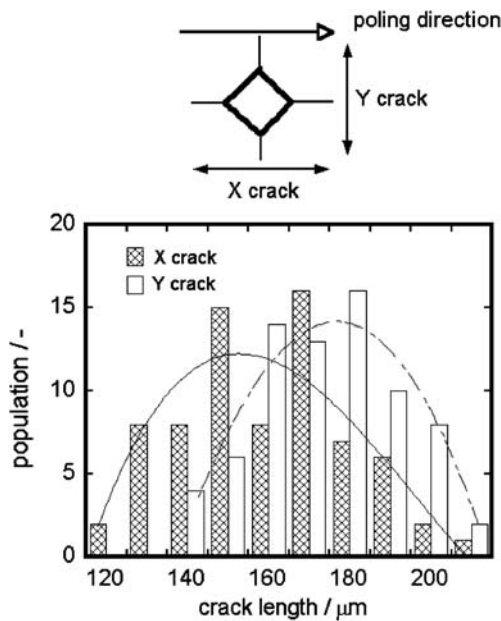 poling direction
Y crack
X crack
20
X crack
Y crack
15
10
5
0
population / -
120 140 160 180 200
crack length / μm